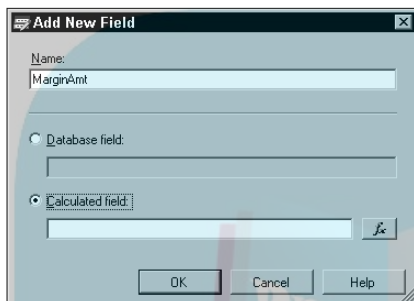 Add New Field
Name:
MarginAmt
Database field:
Calculated field:
fx
OK Cancel Help